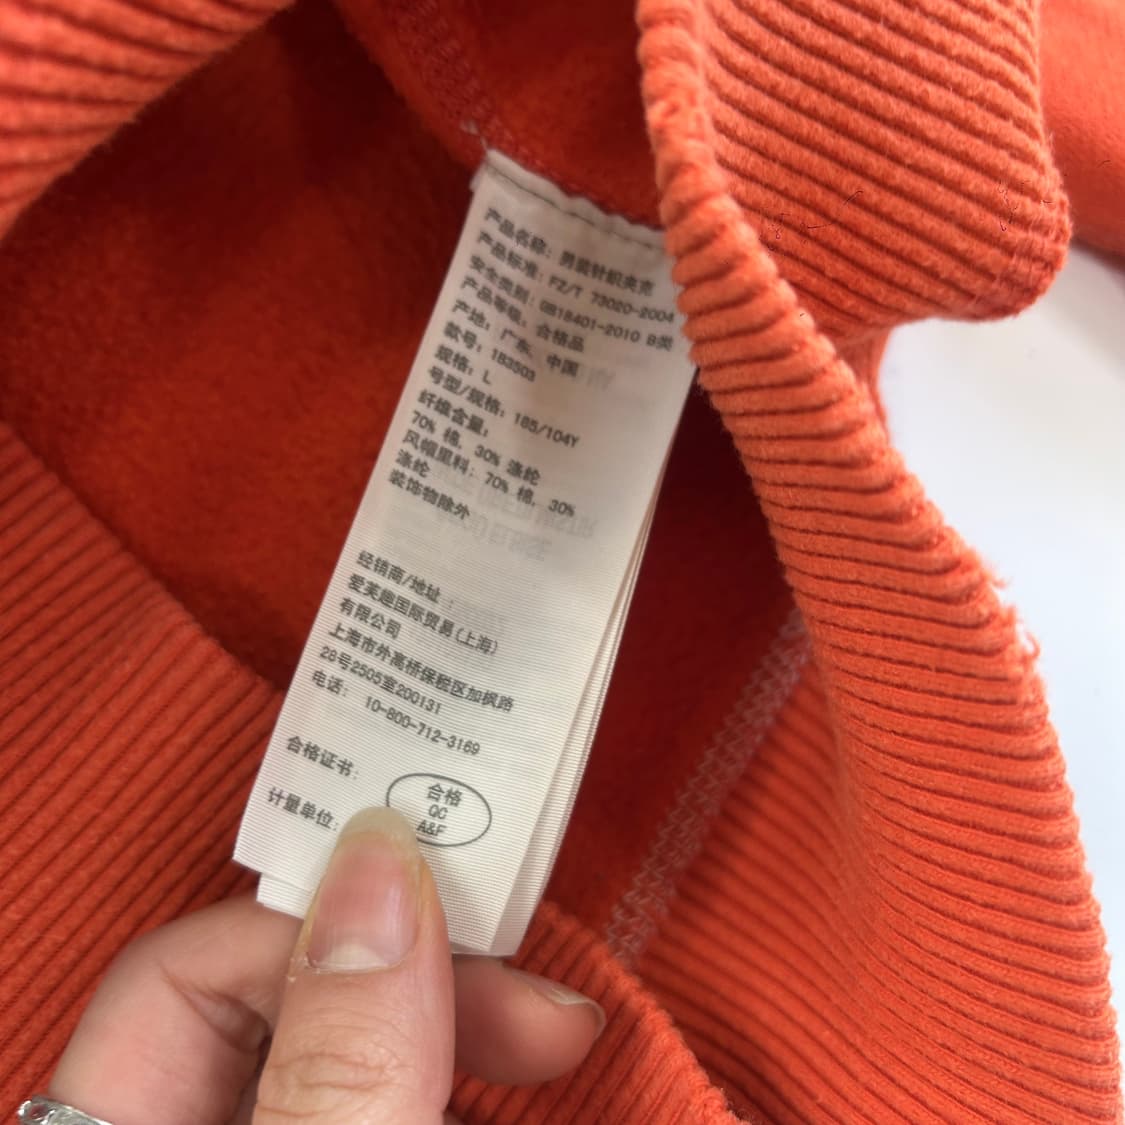 产品名称: 男装针织夹克
产品标准: FZ/T 73020-2004
安全类别: GB18401-2010 B类
产品等级: 合格品
产地: 广东, 中国
款号: 183503
规格: L
号型/规格: 185/104Y
纤维含量:
70% 棉, 30% 涤纶
风帽里料: 70% 棉, 30%
涤纶
装饰物除外
经销商/地址:
爱芙趣国际贸易(上海)
有限公司
上海市外高桥保税区加枫路
28号2505室200131
电话: 10-800-712-3169
合格证书:
合格
QC
A&F
计量单位: